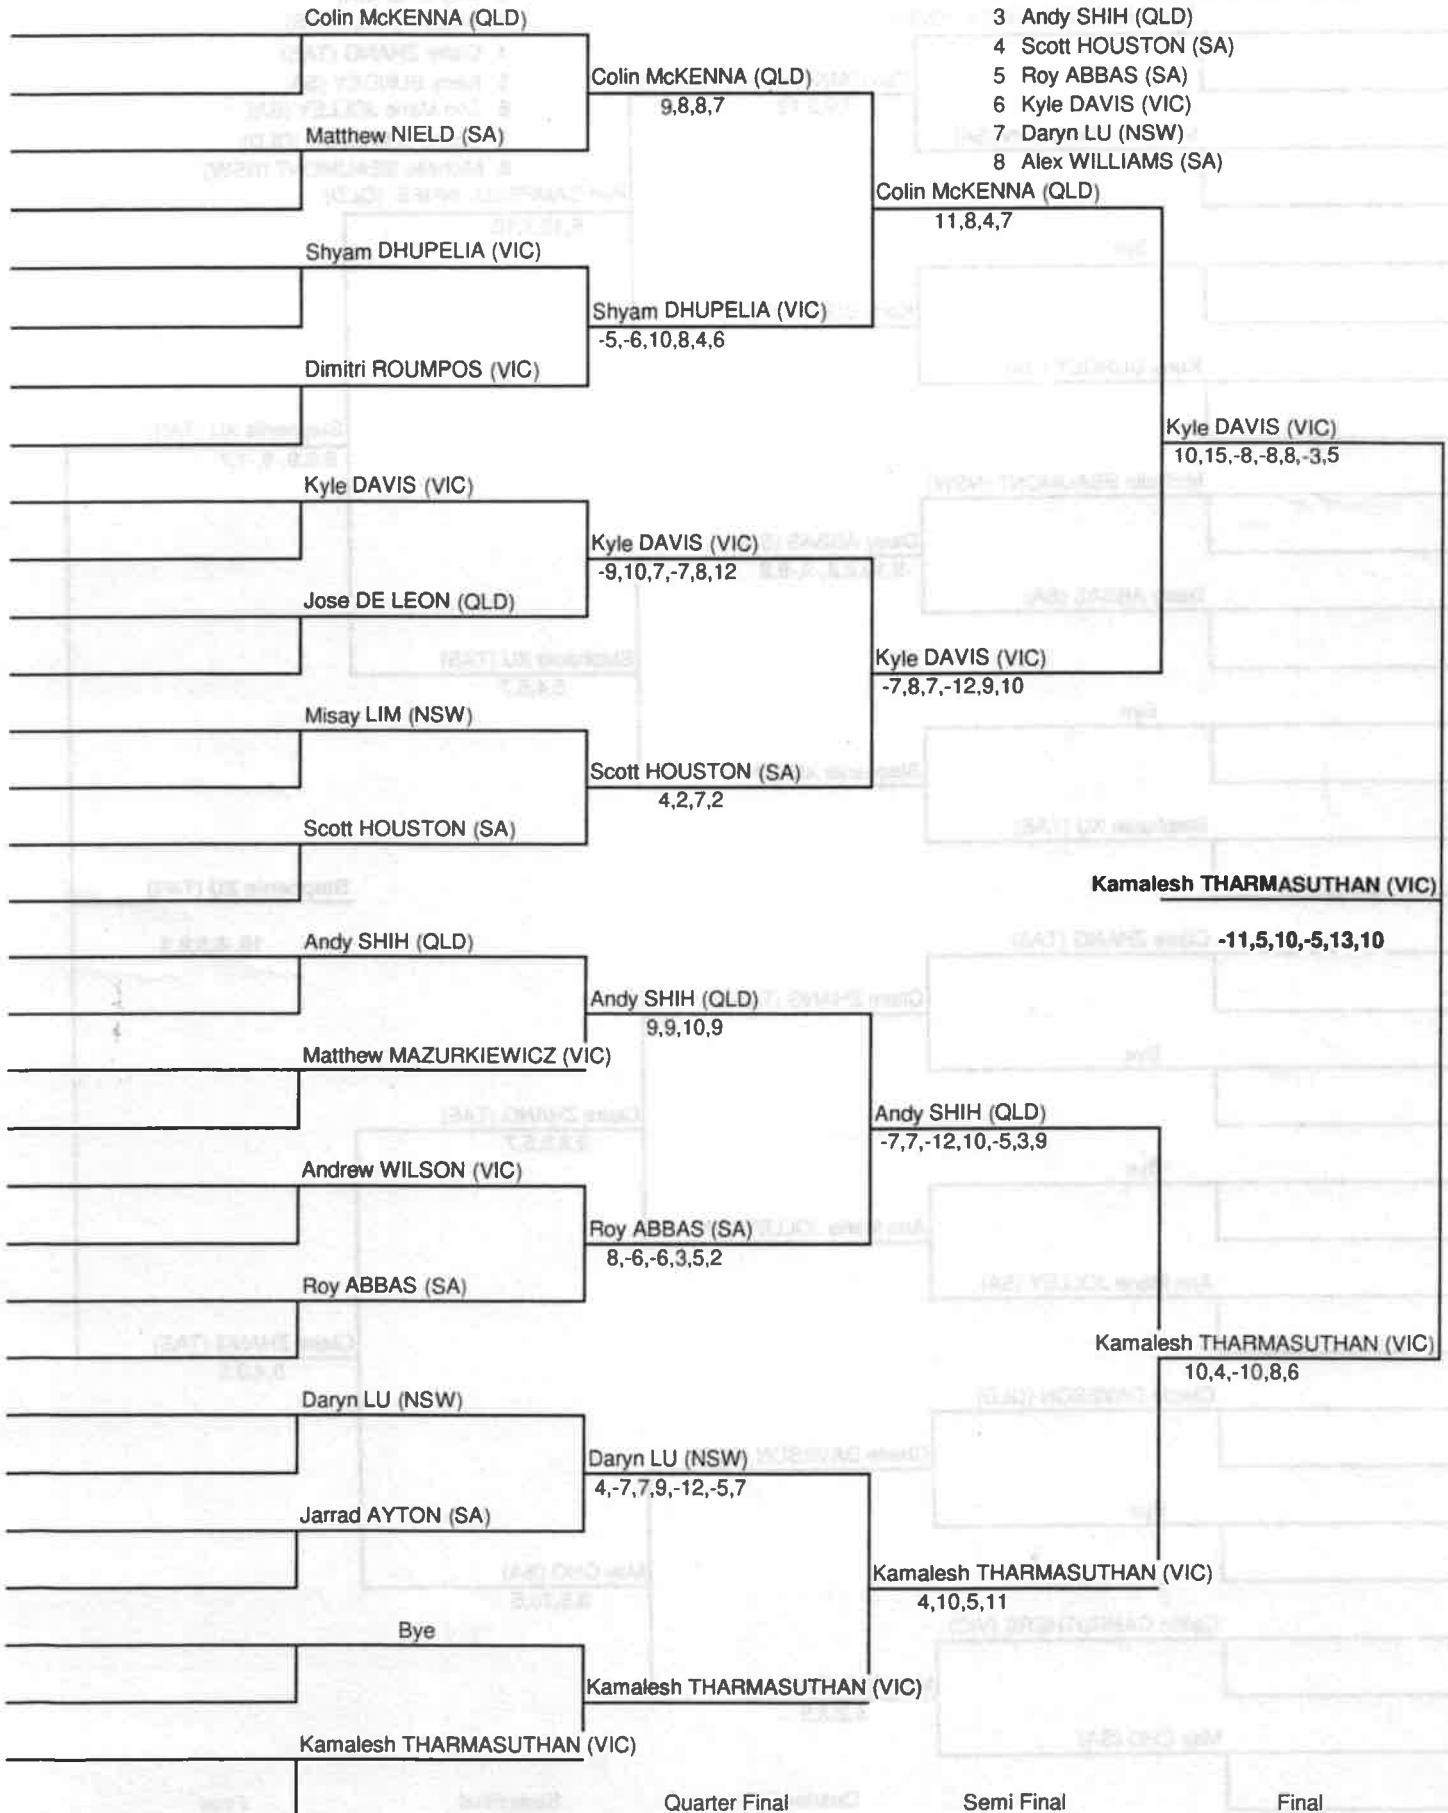 Colin McKENNA (QLD)
Matthew NIELD (SA)
Shyam DHUPELIA (VIC)
Dimitri ROUMPOS (VIC)
Kyle DAVIS (VIC)
Jose DE LEON (QLD)
Misay LIM (NSW)
Scott HOUSTON (SA)
Andy SHIH (QLD)
Matthew MAZURKIEWICZ (VIC)
Andrew WILSON (VIC)
Roy ABBAS (SA)
Daryn LU (NSW)
Jarrad AYTON (SA)
Bye
Kamalesh THARMASUTHAN (VIC)
Colin McKENNA (QLD)
9,8,8,7
Shyam DHUPELIA (VIC)
-5,-6,10,8,4,6
Kyle DAVIS (VIC)
-9,10,7,-7,8,12
Scott HOUSTON (SA)
4,2,7,2
Andy SHIH (QLD)
9,9,10,9
Roy ABBAS (SA)
8,-6,-6,3,5,2
Daryn LU (NSW)
4,-7,7,9,-12,-5,7
Kamalesh THARMASUTHAN (VIC)
Quarter Final
3 Andy SHIH (QLD)
4 Scott HOUSTON (SA)
5 Roy ABBAS (SA)
6 Kyle DAVIS (VIC)
7 Daryn LU (NSW)
8 Alex WILLIAMS (SA)
Colin McKENNA (QLD)
11,8,4,7
Kyle DAVIS (VIC)
-7,8,7,-12,9,10
Andy SHIH (QLD)
-7,7,-12,10,-5,3,9
Kamalesh THARMASUTHAN (VIC)
4,10,5,11
Semi Final
Kyle DAVIS (VIC)
10,15,-8,-8,8,-3,5
Kamalesh THARMASUTHAN (VIC)
-11,5,10,-5,13,10
Kamalesh THARMASUTHAN (VIC)
10,4,-10,8,6
Final